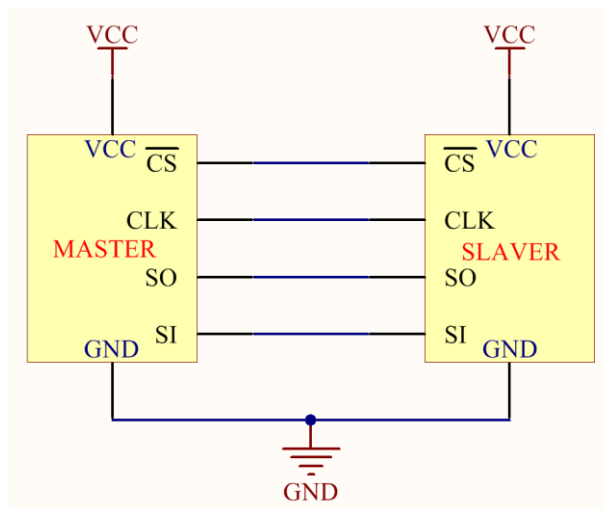 VCC VCC
VCC CS CS VCC
CLK CLK
MASTER SLAVER
SO SO
SI SI
GND GND
GND